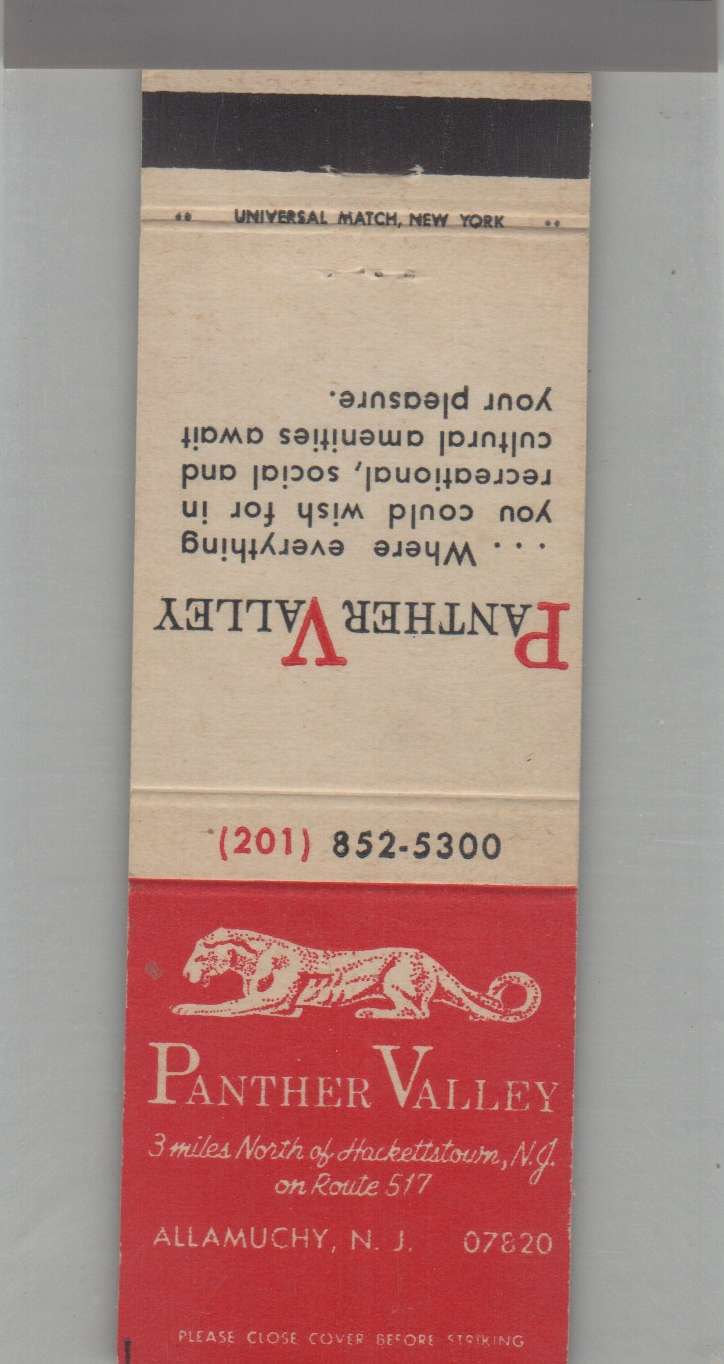 UNIVERSAL MATCH, NEW YORK
PANTHER VALLEY
... Where everything
you could wish for in
recreational, social and
cultural amenities await
your pleasure.
(201) 852-5300
PANTHER VALLEY
3 miles North of Hackettstown, N.J.
on Route 517
ALLAMUCHY, N. J. 07820
PLEASE CLOSE COVER BEFORE STRIKING